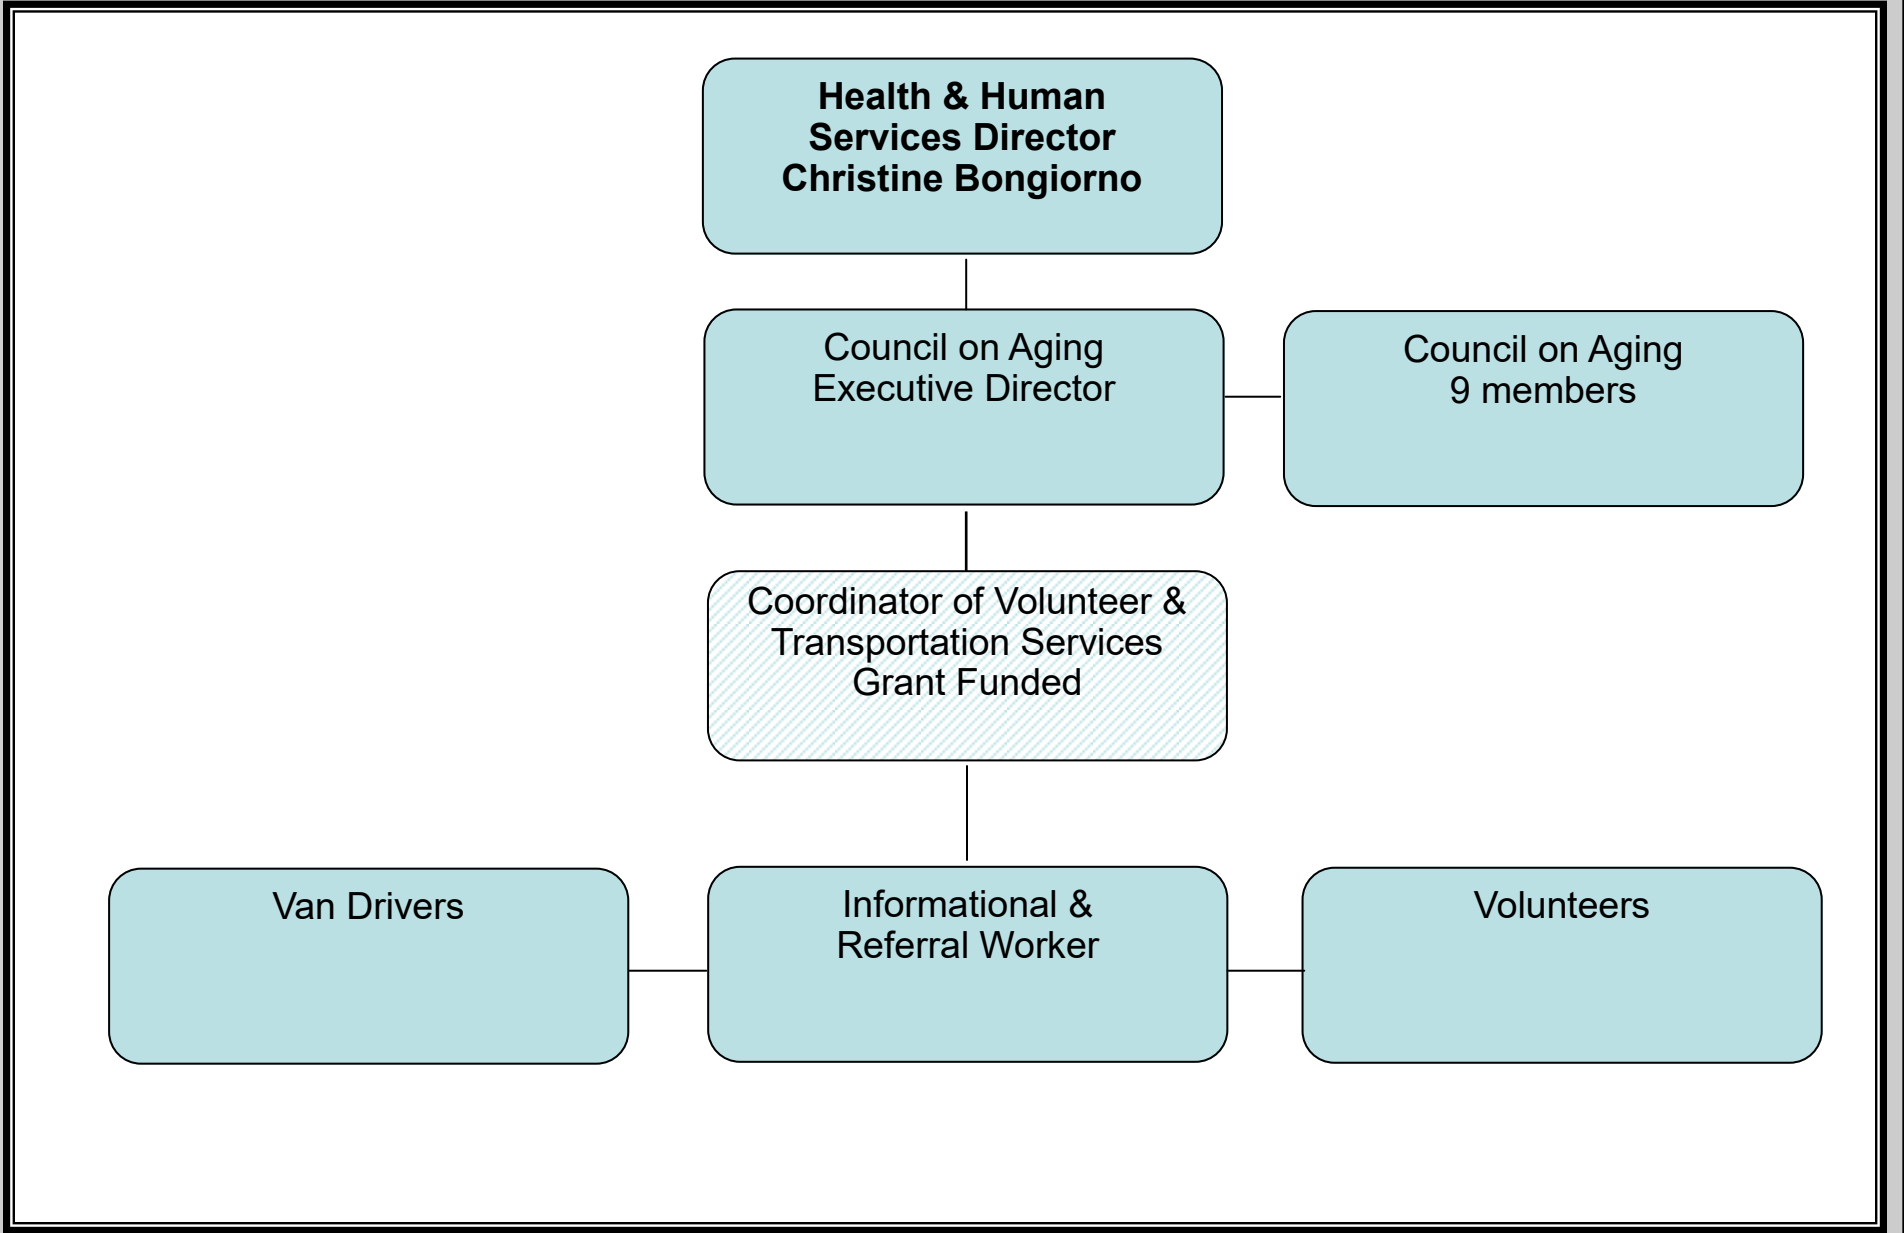 Health & Human
Services Director
Christine Bongiorno
Council on Aging
Executive Director
Council on Aging
9 members
Coordinator of Volunteer &
Transportation Services
Grant Funded
Van Drivers
Informational &
Referral Worker
Volunteers